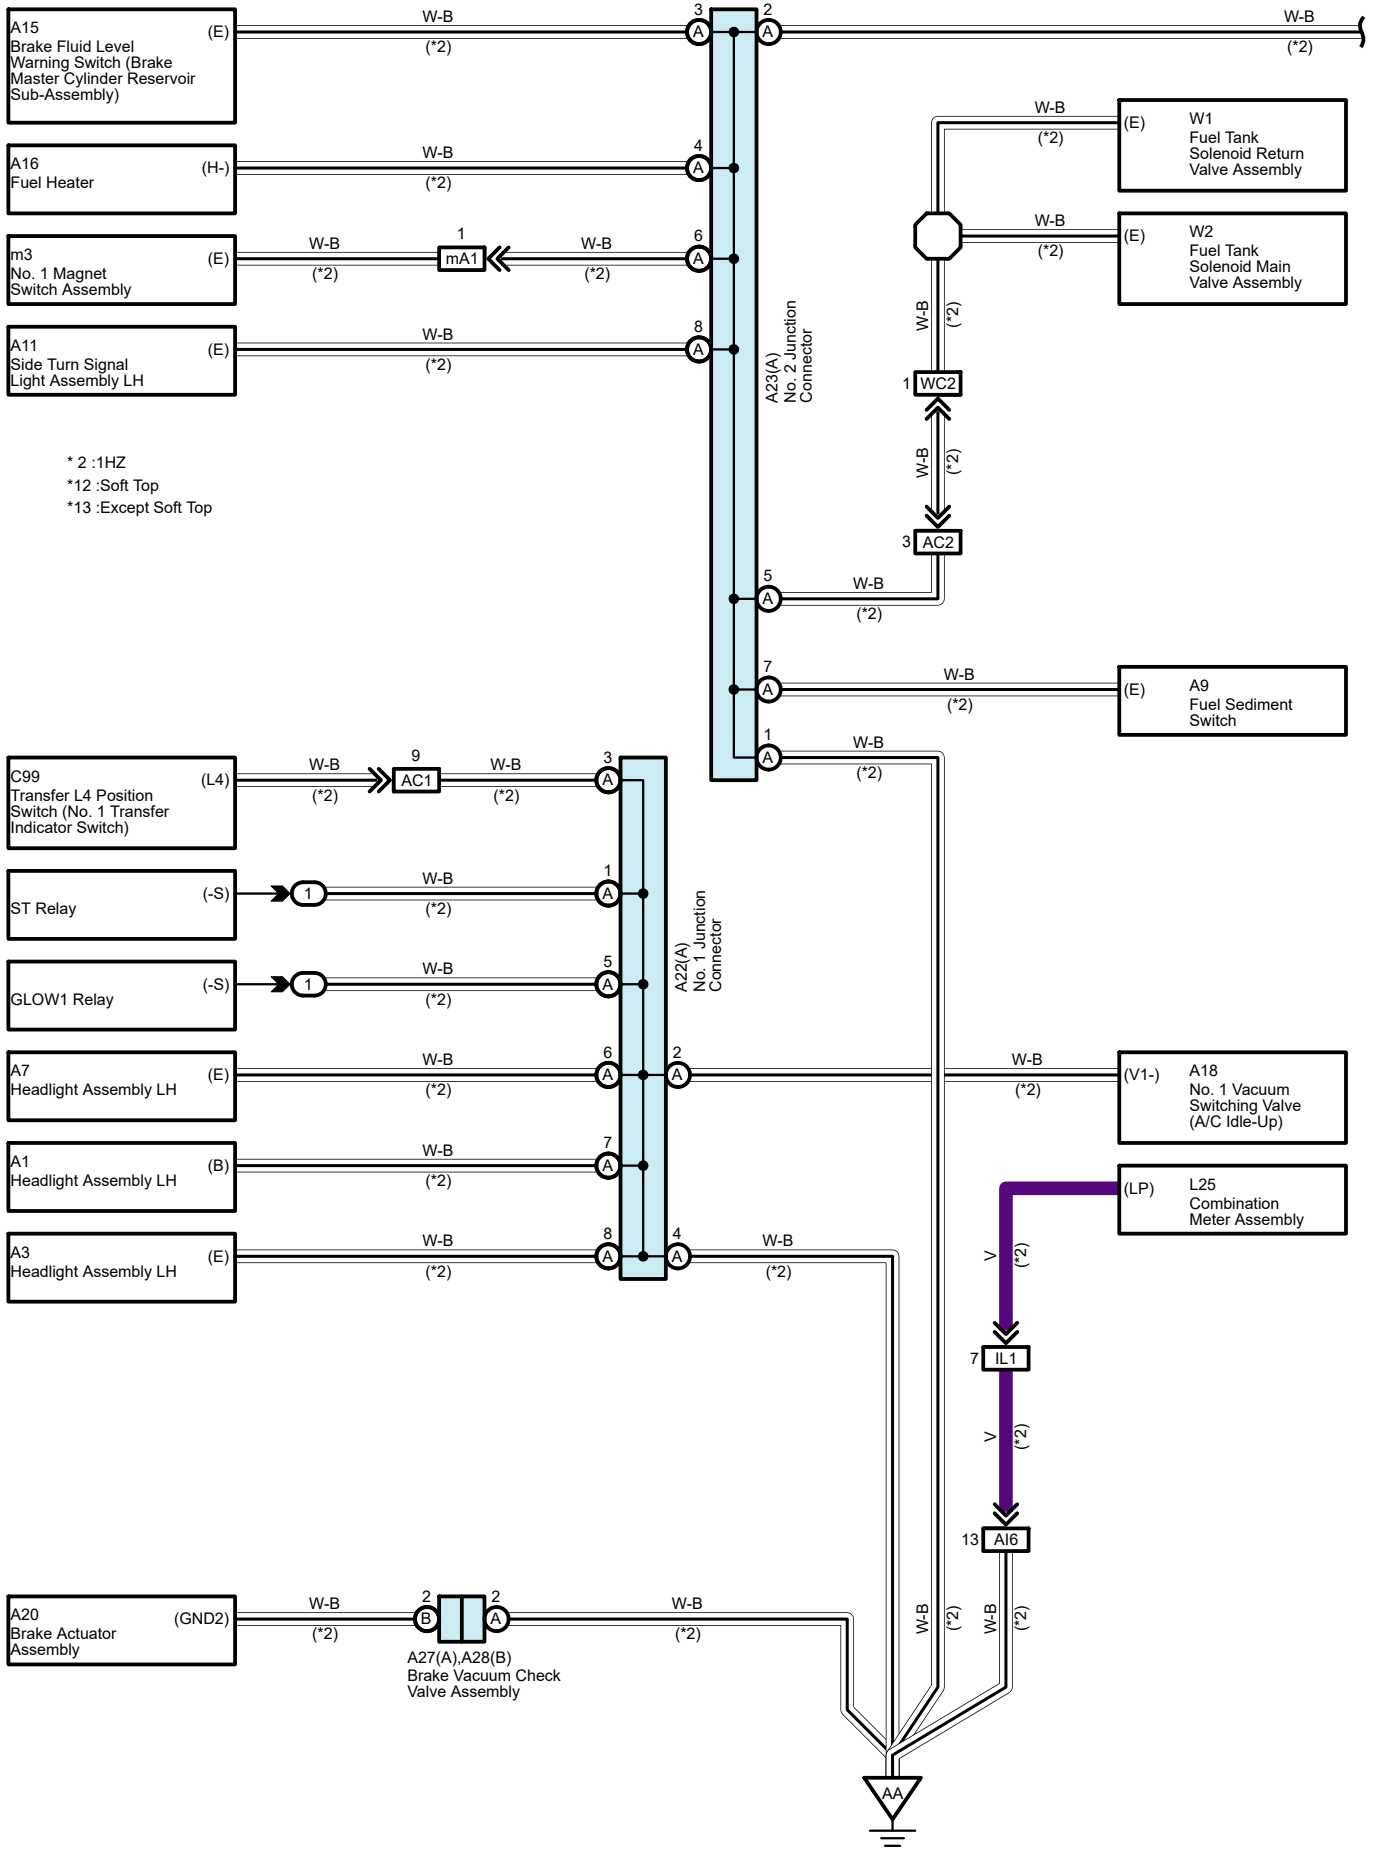 A15
Brake Fluid Level
Warning Switch (Brake
Master Cylinder Reservoir
Sub-Assembly)
(E)
W-B
(*2)
3
A
2
A
W-B
(*2)
A16
Fuel Heater
(H-)
W-B
(*2)
4
A
m3
No. 1 Magnet
Switch Assembly
(E)
W-B
(*2)
1
mA1
W-B
(*2)
6
A
A11
Side Turn Signal
Light Assembly LH
(E)
W-B
(*2)
8
A
A23(A)
No. 2 Junction
Connector
W-B
(*2)
(E)
W1
Fuel Tank
Solenoid Return
Valve Assembly
W-B
(*2)
(E)
W2
Fuel Tank
Solenoid Main
Valve Assembly
W-B
(*2)
1
WC2
W-B
(*2)
3
AC2
* 2 :1HZ
*12 :Soft Top
*13 :Except Soft Top
5
A
W-B
(*2)
7
A
W-B
(*2)
(E)
A9
Fuel Sediment
Switch
1
A
W-B
(*2)
C99
Transfer L4 Position
Switch (No. 1 Transfer
Indicator Switch)
(L4)
W-B
(*2)
9
AC1
W-B
(*2)
3
A
ST Relay
(-S)
1
W-B
(*2)
1
A
A22(A)
No. 1 Junction
Connector
GLOW1 Relay
(-S)
1
W-B
(*2)
5
A
A7
Headlight Assembly LH
(E)
W-B
(*2)
6
A
2
A
W-B
(*2)
(V1-)
A18
No. 1 Vacuum
Switching Valve
(A/C Idle-Up)
A1
Headlight Assembly LH
(B)
W-B
(*2)
7
A
(LP)
L25
Combination
Meter Assembly
A3
Headlight Assembly LH
(E)
W-B
(*2)
8
A
4
A
W-B
(*2)
V
(*2)
7
IL1
V
(*2)
13
AI6
A20
Brake Actuator
Assembly
(GND2)
W-B
(*2)
2
B
2
A
W-B
(*2)
A27(A),A28(B)
Brake Vacuum Check
Valve Assembly
W-B
(*2)
W-B
(*2)
AA